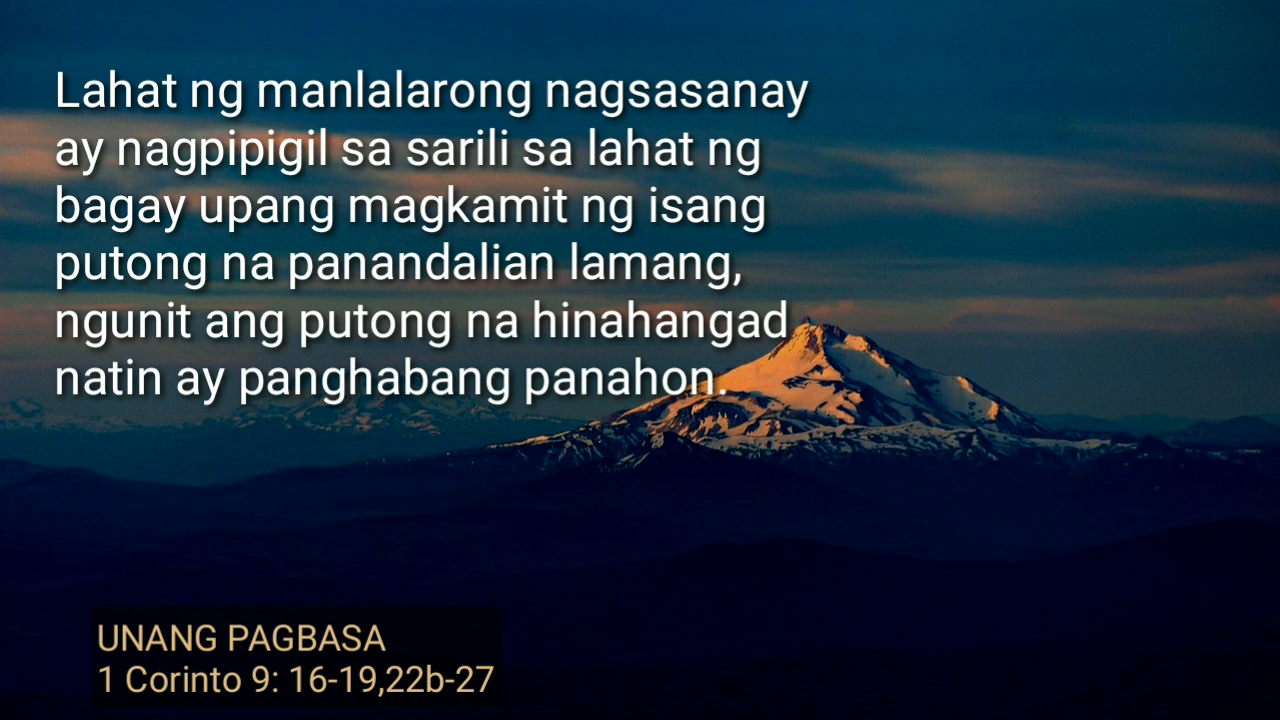 Lahat ng manlalarong nagsasanay
ay nagpipigil sa sarili sa lahat ng
bagay upang magkamit ng isang
putong na panandalian lamang,
ngunit ang putong na hinahangad
natin ay panghabang panahon.
UNANG PAGBASA
1 Corinto 9: 16-19,22b-27